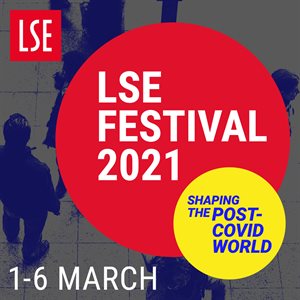 LSE
LSE
FESTIVAL
2021
SHAPING
THE POST-
COVID
WORLD
1-6 MARCH